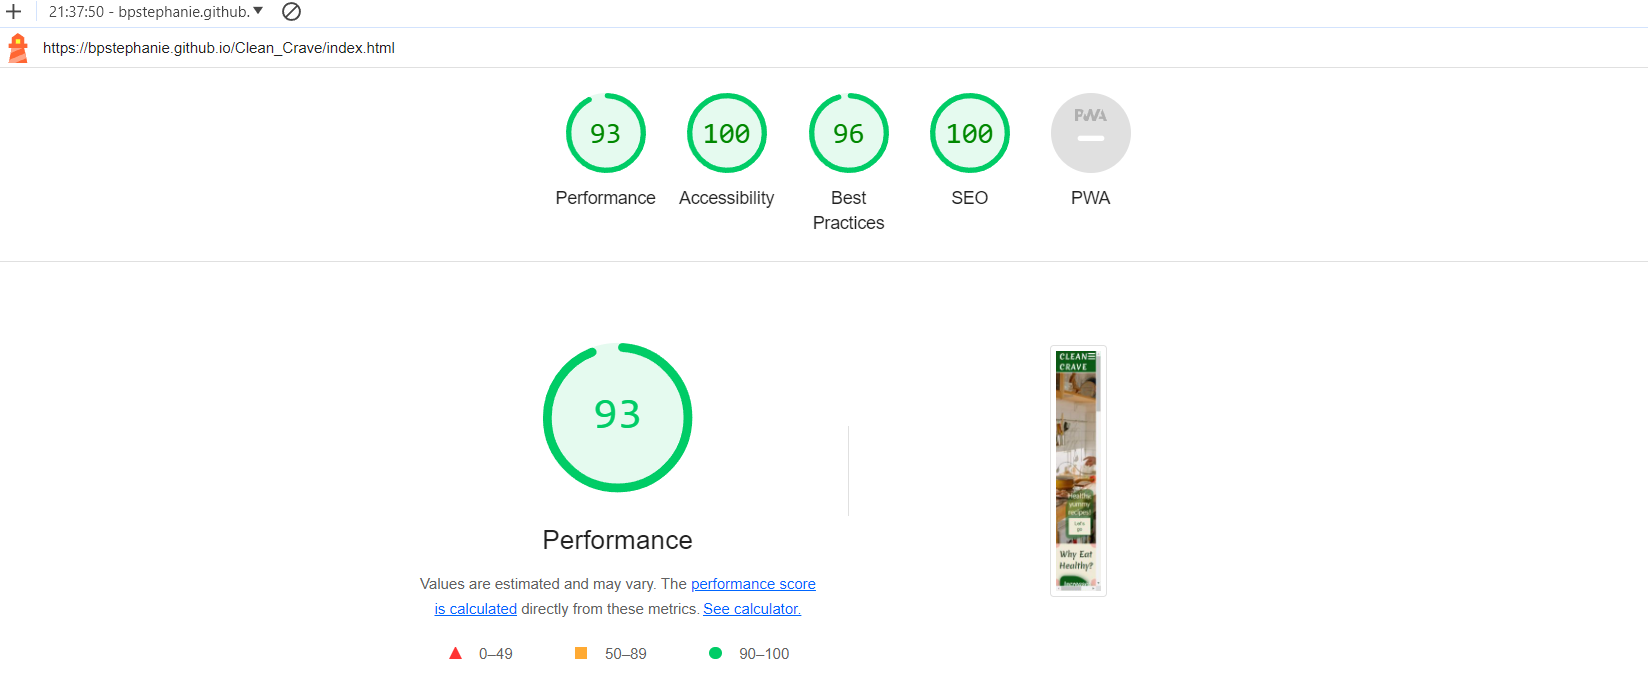 21:37:50 - bpstephanie.github.
https://bpstephanie.github.io/Clean_Crave/index.html
93
100
96
100
PWA
Performance
Accessibility
Best
Practices
SEO
PWA
93
Performance
Values are estimated and may vary. The performance score
is calculated directly from these metrics. See calculator.
0–49
50–89
90–100
CLEAN
CRAVE
Healthy
yummy
recipes!
Let's
go
Why Eat
Healthy?